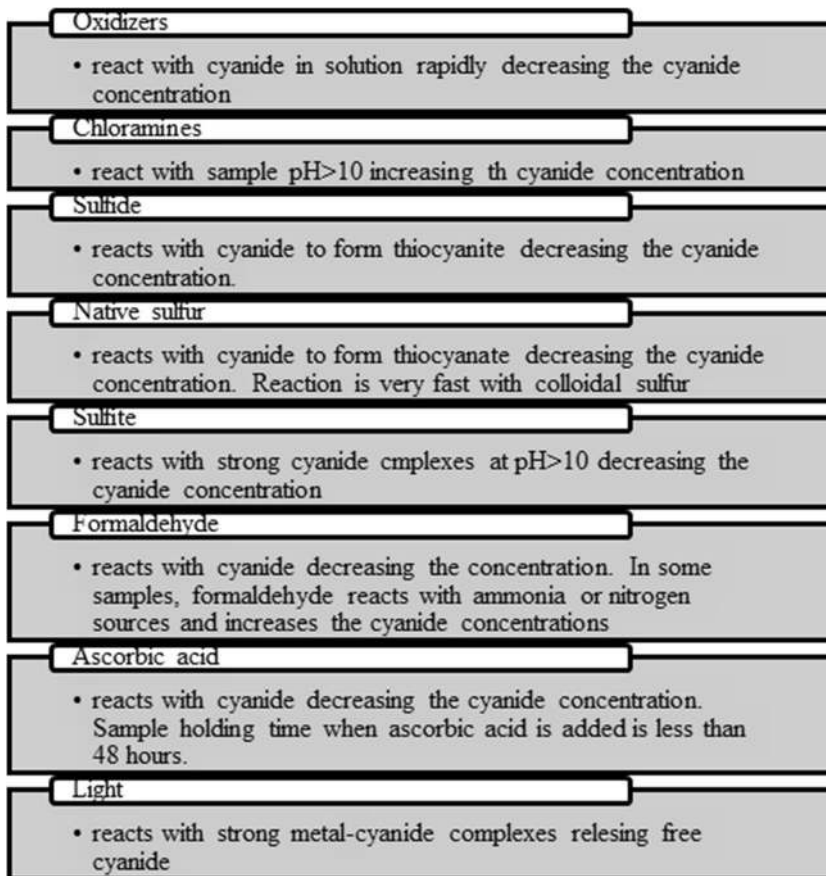 Oxidizers
• react with cyanide in solution rapidly decreasing the cyanide
concentration
Chloramines
• react with sample pH>10 increasing th cyanide concentration
Sulfide
• reacts with cyanide to form thiocyanite decreasing the cyanide
concentration.
Native sulfur
• reacts with cyanide to form thiocyanate decreasing the cyanide
concentration. Reaction is very fast with colloidal sulfur
Sulfite
• reacts with strong cyanide cmplexes at pH>10 decreasing the
cyanide concentration
Formaldehyde
• reacts with cyanide decreasing the concentration. In some
samples, formaldehyde reacts with ammonia or nitrogen
sources and increases the cyanide concentrations
Ascorbic acid
• reacts with cyanide decreasing the cyanide concentration.
Sample holding time when ascorbic acid is added is less than
48 hours.
Light
• reacts with strong metal-cyanide complexes relesing free
cyanide